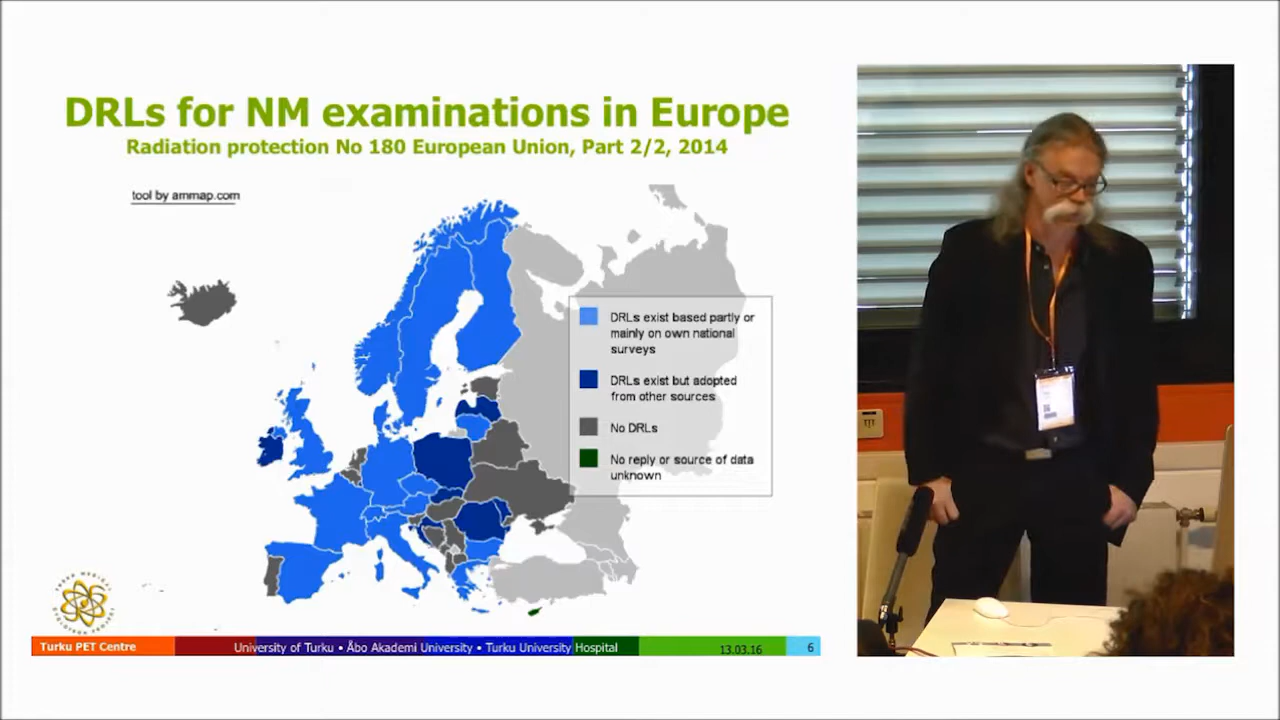 DRLs for NM examinations in Europe
Radiation protection No 180 European Union, Part 2/2, 2014
tool by ammap.com
DRLs exist based partly or
mainly on own national
surveys
DRLs exist but adopted
from other sources
No DRLs
No reply or source of data
unknown
Turku PET Centre
University of Turku • Åbo Akademi University • Turku University Hospital
13.03.16
6